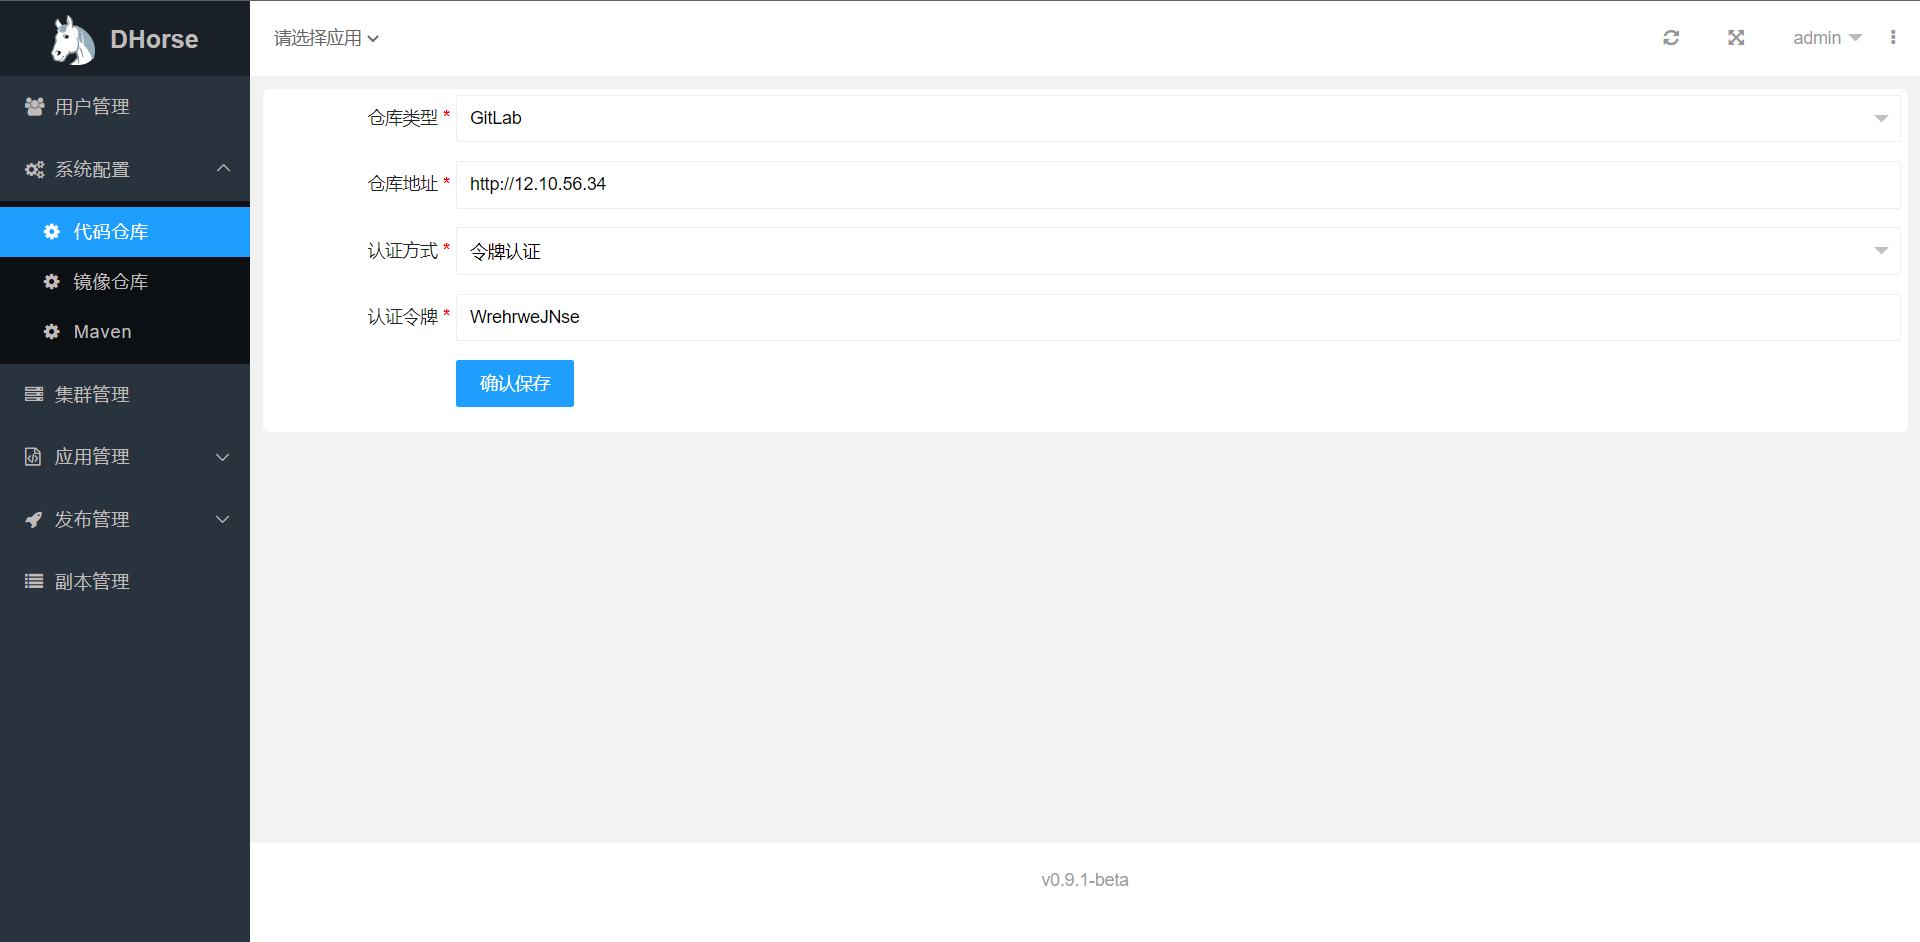 DHorse
请选择应用
admin
用户管理
系统配置
代码仓库
镜像仓库
Maven
集群管理
应用管理
发布管理
副本管理
仓库类型 * GitLab
仓库地址 * http://12.10.56.34
认证方式 * 令牌认证
认证令牌 * WrehrweJNse
确认保存
v0.9.1-beta